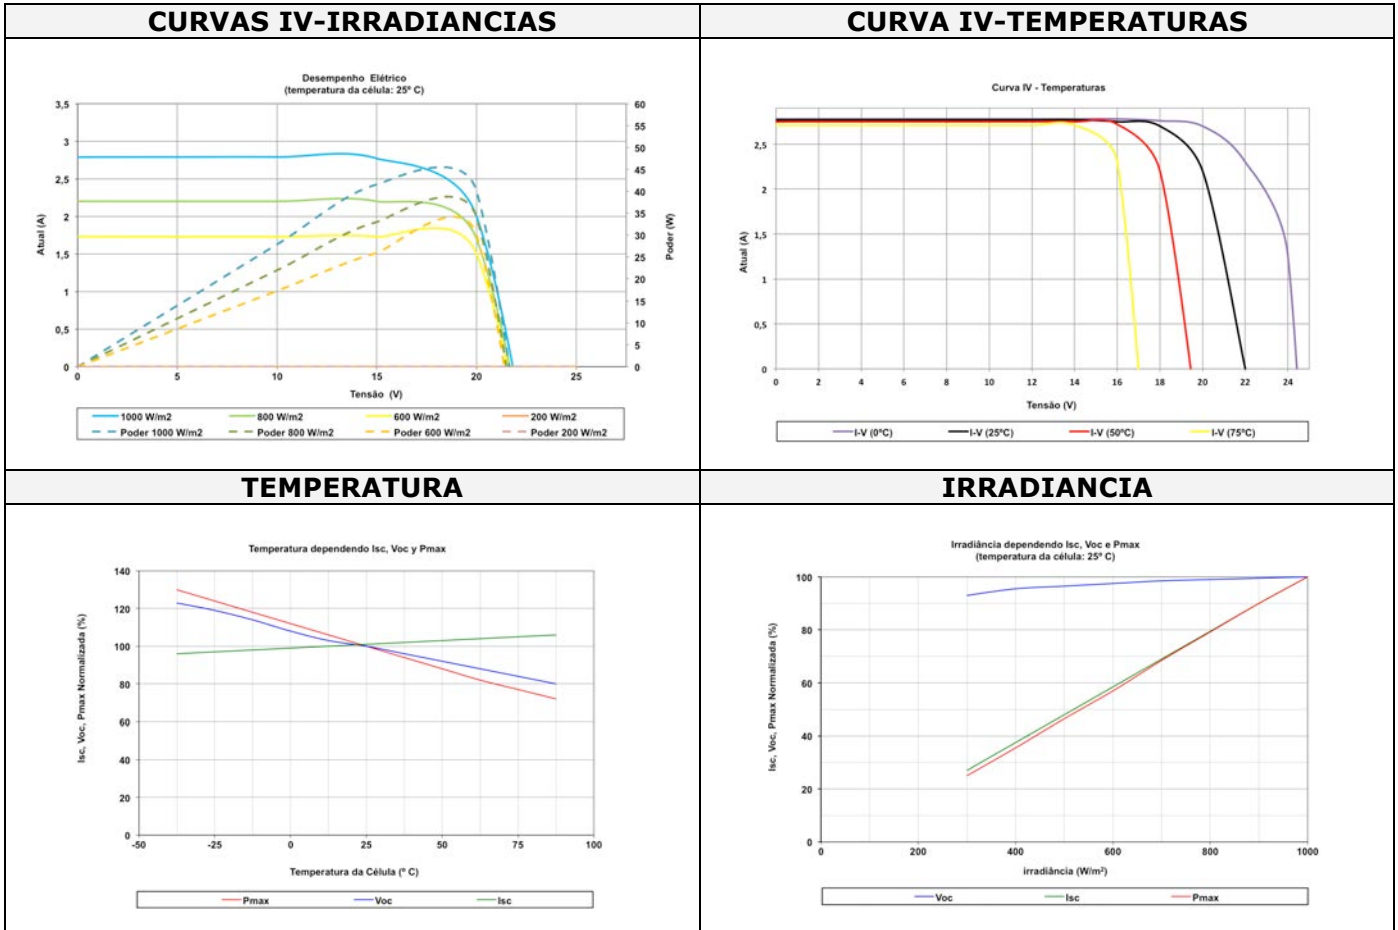 CURVAS IV-IRRADIANCIAS
CURVA IV-TEMPERATURAS
Desempenho Elétrico
(temperatura da célula: 25º C)
3,5
3
2,5
2
1,5
1
0,5
0
Atual (A)
60
55
50
45
40
35
30
25
20
15
10
5
0
Poder (W)
0 5 10 15 20 25
Tensão (V)
1000 W/m2 800 W/m2 600 W/m2 200 W/m2
Poder 1000 W/m2 Poder 800 W/m2 Poder 600 W/m2 Poder 200 W/m2
Curva IV - Temperaturas
2,5
2
1,5
1
0,5
0
Atual (A)
0 2 4 6 8 10 12 14 16 18 20 22 24
Tensão (V)
I-V (0ºC) I-V (25ºC) I-V (50ºC) I-V (75ºC)
TEMPERATURA
IRRADIANCIA
Temperatura dependendo Isc, Voc y Pmax
140
120
100
80
60
40
20
0
Isc, Voc, Pmax Normalizada (%)
-50 -25 0 25 50 75 100
Temperatura da Célula (º C)
Pmax Voc Isc
Irradiância dependendo Isc, Voc e Pmax
(temperatura da célula: 25º C)
100
80
60
40
20
0
Isc, Voc, Pmax Normalizada (%)
0 200 400 600 800 1000
irradiância (W/m²)
Voc Isc Pmax